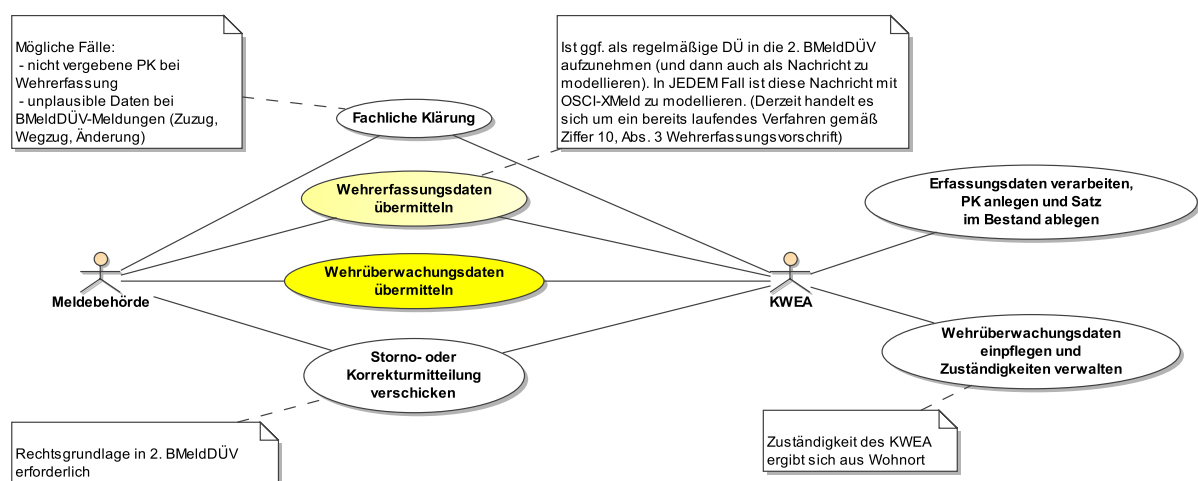 Mögliche Fälle:
- nicht vergebene PK bei
Wehrerfassung
- unplausible Daten bei
BMeldDÜV-Meldungen (Zuzug,
Wegzug, Änderung)
Ist ggf. als regelmäßige DÜ in die 2. BMeldDÜV
aufzunehmen (und dann auch als Nachricht zu
modellieren). In JEDEM Fall ist diese Nachricht mit
OSCI-XMeld zu modellieren. (Derzeit handelt es
sich um ein bereits laufendes Verfahren gemäß
Ziffer 10, Abs. 3 Wehrerfassungsvorschrift)
Fachliche Klärung
Wehrerfassungsdaten
übermitteln
Erfassungsdaten verarbeiten,
PK anlegen und Satz
im Bestand ablegen
Meldebehörde
Wehrüberwachungsdaten
übermitteln
KWEA
Storno- oder
Korrekturmitteilung
verschicken
Wehrüberwachungsdaten
einpflegen und
Zuständigkeiten verwalten
Rechtsgrundlage in 2. BMeldDÜV
erforderlich
Zuständigkeit des KWEA
ergibt sich aus Wohnort